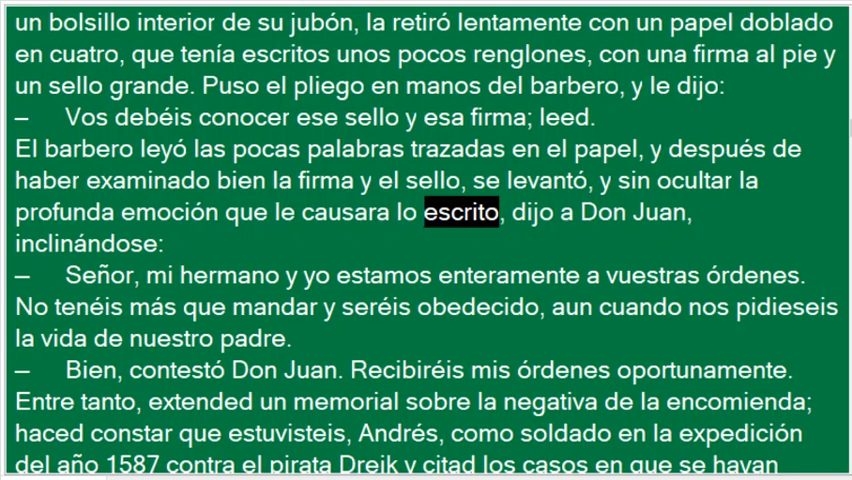 un bolsillo interior de su jubón, la retiró lentamente con un papel doblado
en cuatro, que tenía escritos unos pocos renglones, con una firma al pie y
un sello grande. Puso el pliego en manos del barbero, y le dijo:
– Vos debéis conocer ese sello y esa firma; leed.
El barbero leyó las pocas palabras trazadas en el papel, y después de
haber examinado bien la firma y el sello, se levantó, y sin ocultar la
profunda emoción que le causara lo escrito, dijo a Don Juan,
inclinándose:
– Señor, mi hermano y yo estamos enteramente a vuestras órdenes.
No tenéis más que mandar y seréis obedecido, aun cuando nos pidieseis
la vida de nuestro padre.
– Bien, contestó Don Juan. Recibiréis mis órdenes oportunamente.
Entre tanto, extended un memorial sobre la negativa de la encomienda;
haced constar que estuvisteis, Andrés, como soldado en la expedición
del año 1587 contra el pirata Dreik y citad los casos en que se hayan